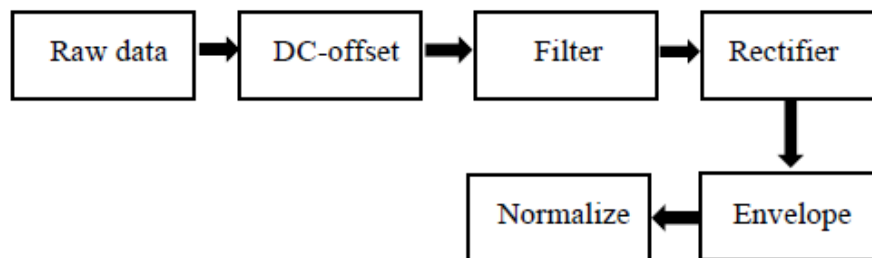 Raw data
DC-offset
Filter
Rectifier
Envelope
Normalize